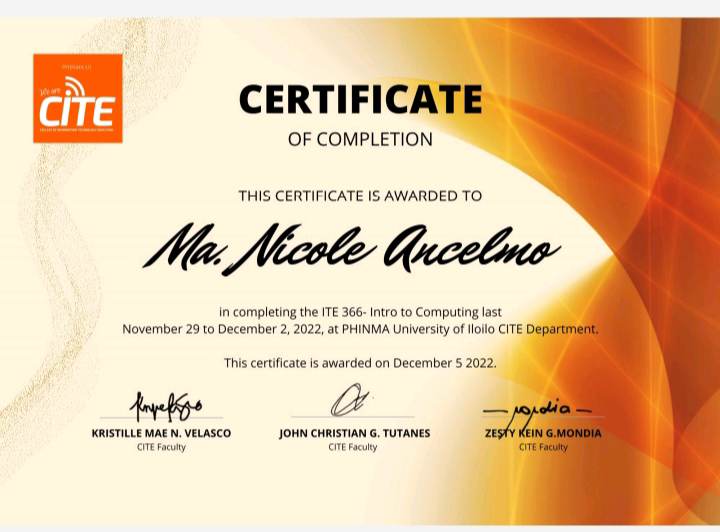 We are
CITE
COLLEGE OF INFORMATION TECHNOLOGY EDUCATION
CERTIFICATE
OF COMPLETION
THIS CERTIFICATE IS AWARDED TO
Ma. Nicole Ancelmo
in completing the ITE 366- Intro to Computing last
November 29 to December 2, 2022, at PHINMA University of Iloilo CITE Department.
This certificate is awarded on December 5 2022.
KRISTILLE MAE N. VELASCO
CITE Faculty
JOHN CHRISTIAN G. TUTANES
CITE Faculty
ZESTY KEIN G.MONDIA
CITE Faculty